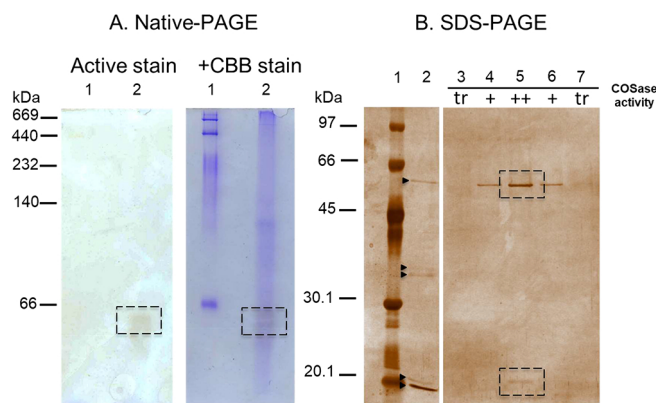 A. Native-PAGE
B. SDS-PAGE
Active stain
+CBB stain
1 2
1 2
kDa
669
440
232
140
66
1 2
3 4 5 6 7
tr + ++ + tr
COSase
activity
kDa
97
66
45
30.1
20.1